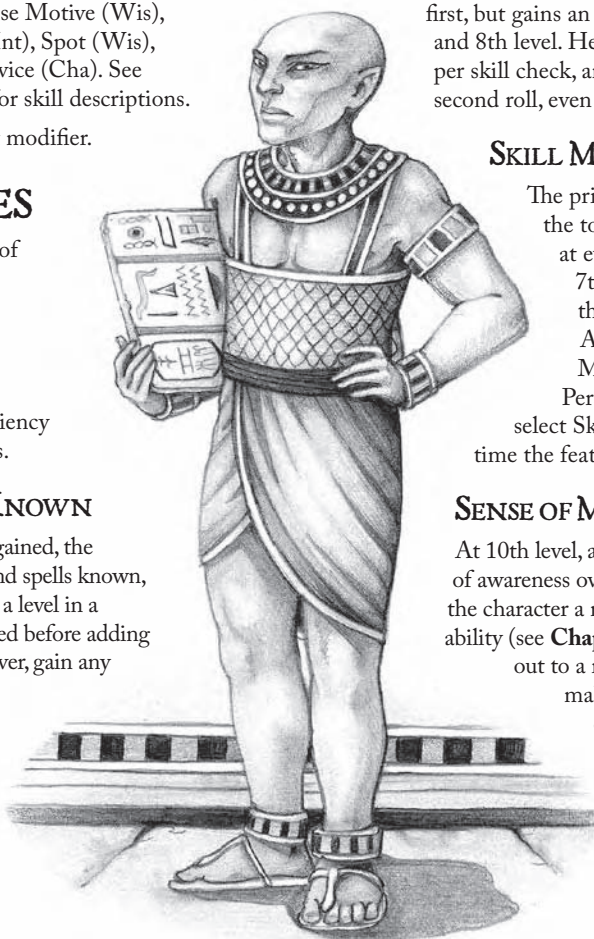 se Motive (Wis),
nt), Spot (Wis),
vice (Cha). See
for skill descriptions.
modifier.
ES
of
iency
s.
KNOWN
gained, the
nd spells known,
a level in a
ed before adding
ver, gain any
first, but gains an
and 8th level. He
per skill check, a
second roll, even
SKILL M
The pri
the to
at e
7t
th
A
M
Per
select Sk
time the feat
SENSE OF M
At 10th level, a
of awareness ov
the character a
ability (see Chap
out to a
ma